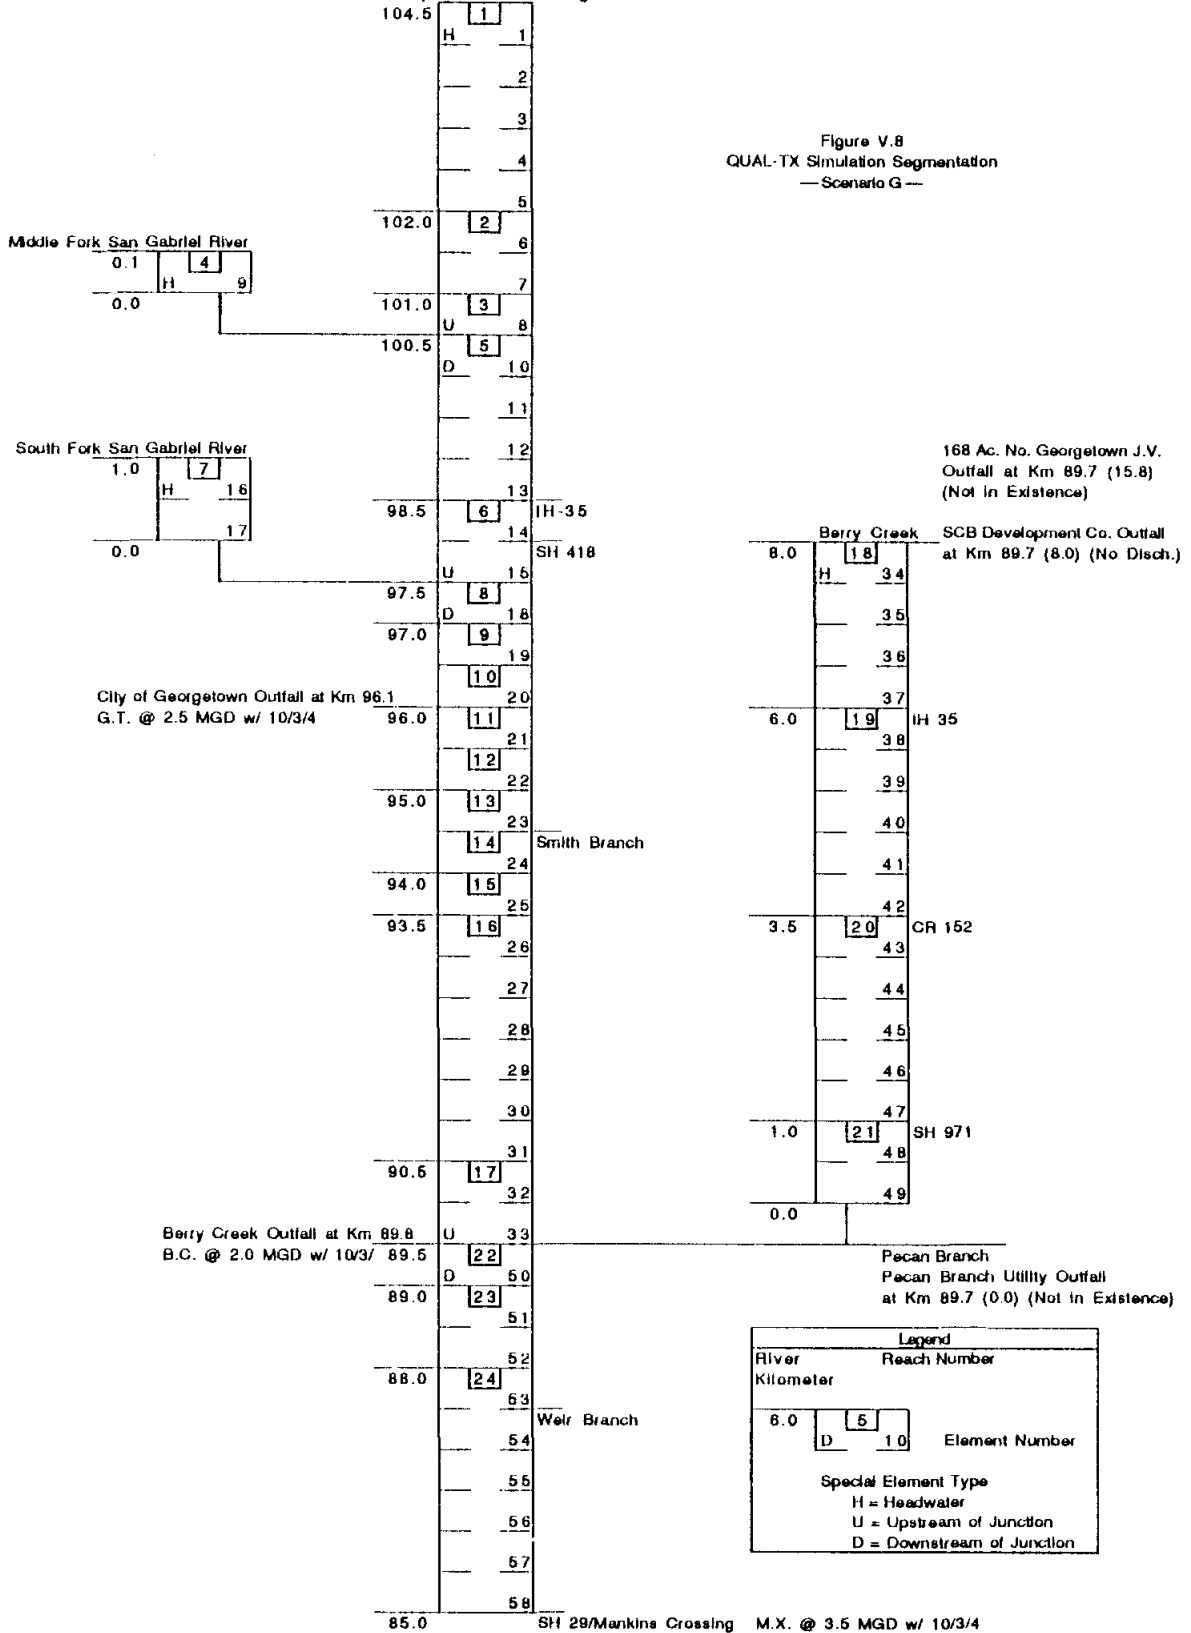 104.5 1
H 1
2
3
4
5
Figure V.8
QUAL-TX Simulation Segmentation
— Scenario G —
102.0 2
6
7
Middle Fork San Gabriel River
0.1 4
H 9
0.0
101.0 3
U 8
100.5 5
D 10
11
12
13
South Fork San Gabriel River
1.0 7
H 16
17
0.0
98.5 6 IH-35
14
SH 418
U 15
97.5 8
D 18
97.0 9
19
10
20
City of Georgetown Outfall at Km 96.1
G.T. @ 2.5 MGD w/ 10/3/4
96.0 11
21
12
22
95.0 13
23
14 Smith Branch
24
94.0 15
25
93.5 16
26
27
28
29
30
31
90.5 17
32
Berry Creek Outfall at Km 89.8
B.C. @ 2.0 MGD w/ 10/3/
U 33
89.5 22
D 50
89.0 23
51
52
88.0 24
53
Weir Branch
54
55
56
57
58
85.0 SH 29/Mankins Crossing M.X. @ 3.5 MGD w/ 10/3/4
168 Ac. No. Georgetown J.V.
Outfall at Km 89.7 (15.8)
(Not in Existence)
Berry Creek
SCB Development Co. Outfall
at Km 89.7 (8.0) (No Disch.)
8.0 18
H 34
35
36
37
6.0 19 IH 35
38
39
40
41
42
3.5 20 CR 152
43
44
45
46
47
1.0 21 SH 971
48
49
0.0
Pecan Branch
Pecan Branch Utility Outfall
at Km 89.7 (0.0) (Not in Existence)
Legend
River Reach Number
Kilometer
6.0 5
D 10 Element Number
Special Element Type
H = Headwater
U = Upstream of Junction
D = Downstream of Junction